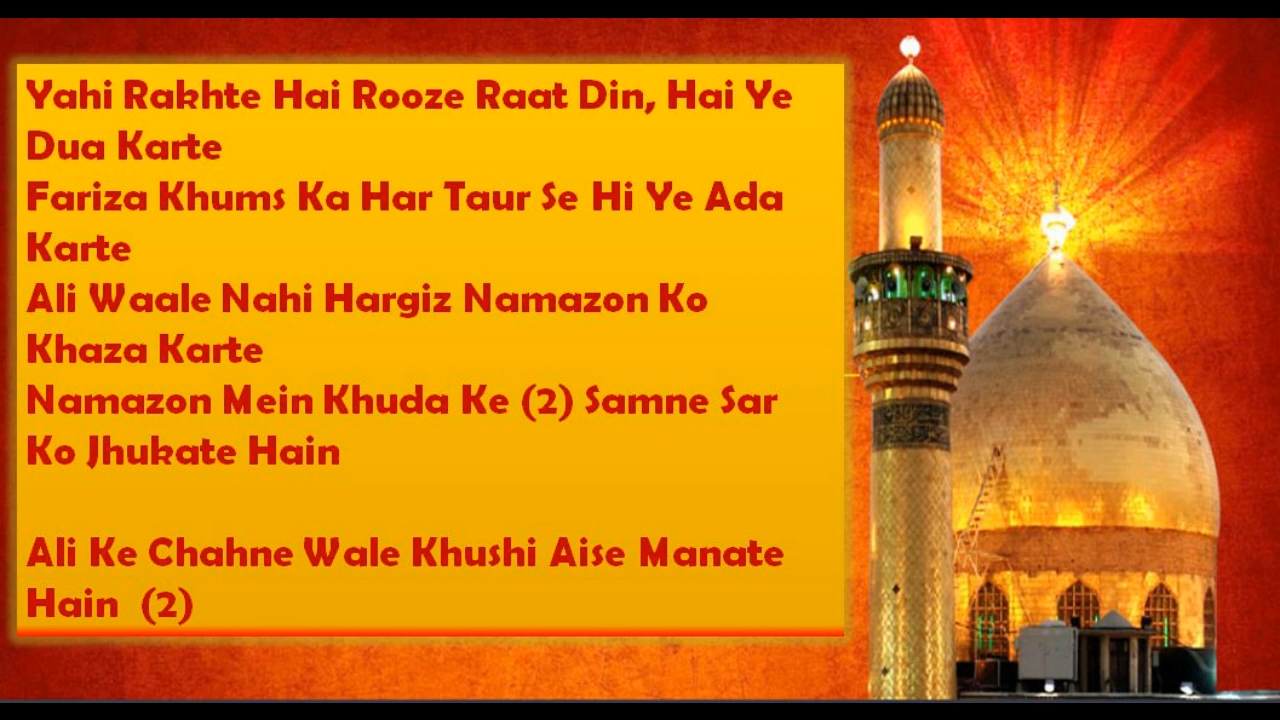 Yahi Rakhte Hai Rooze Raat Din, Hai Ye
Dua Karte
Fariza Khums Ka Har Taur Se Hi Ye Ada
Karte
Ali Waale Nahi Hargiz Namazon Ko
Khaza Karte
Namazon Mein Khuda Ke (2) Samne Sar
Ko Jhukate Hain
Ali Ke Chahne Wale Khushi Aise Manate
Hain (2)